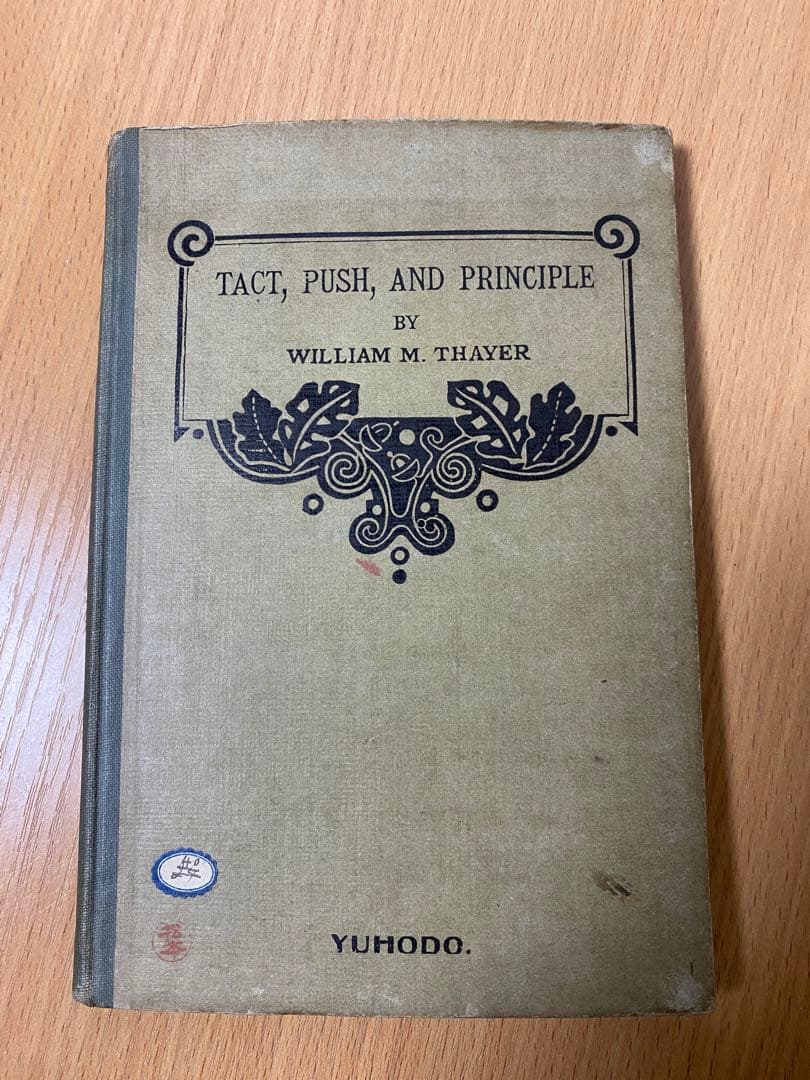 TACT, PUSH, AND PRINCIPLE
BY
WILLIAM M. THAYER
YUHODO.